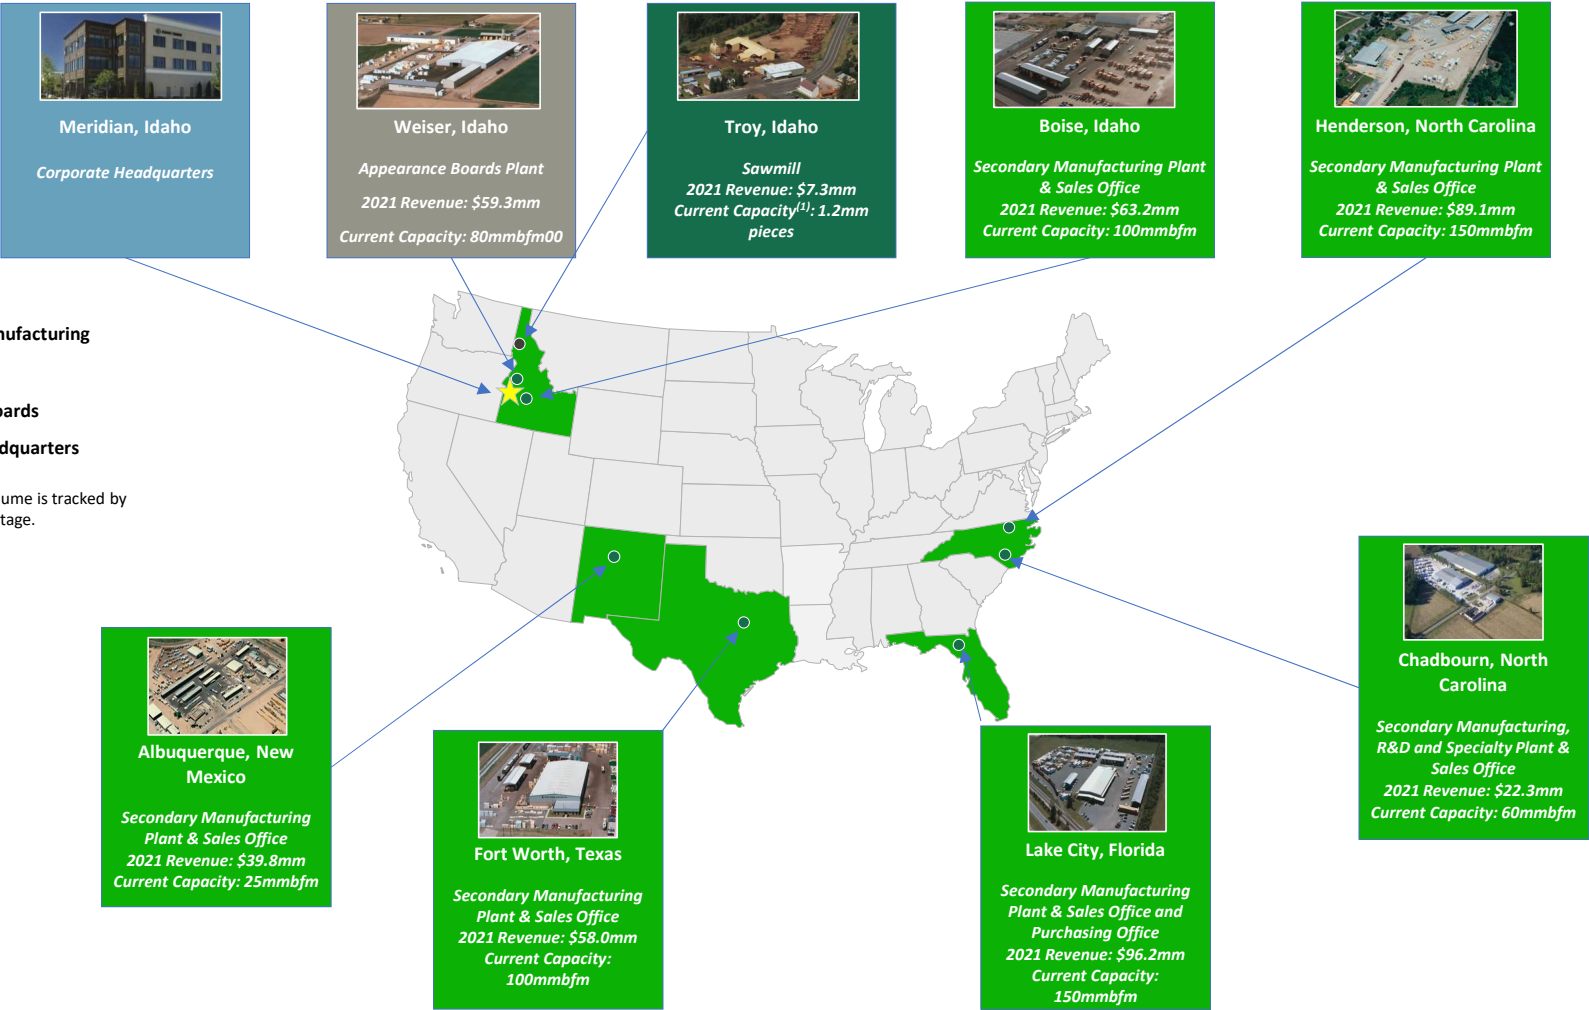 Meridian, Idaho
Corporate Headquarters
Weiser, Idaho
Appearance Boards Plant
2021 Revenue: $59.3mm
Current Capacity: 80mmbfm00
Troy, Idaho
Sawmill
2021 Revenue: $7.3mm
Current Capacity(1): 1.2mm
pieces
Boise, Idaho
Secondary Manufacturing Plant
& Sales Office
2021 Revenue: $63.2mm
Current Capacity: 100mmbfm
Henderson, North Carolina
Secondary Manufacturing Plant
& Sales Office
2021 Revenue: $89.1mm
Current Capacity: 150mmbfm
nufacturing
oards
dquarters
ume is tracked by
tage.
Albuquerque, New
Mexico
Secondary Manufacturing
Plant & Sales Office
2021 Revenue: $39.8mm
Current Capacity: 25mmbfm
Fort Worth, Texas
Secondary Manufacturing
Plant & Sales Office
2021 Revenue: $58.0mm
Current Capacity:
100mmbfm
Lake City, Florida
Secondary Manufacturing
Plant & Sales Office and
Purchasing Office
2021 Revenue: $96.2mm
Current Capacity:
150mmbfm
Chadbourn, North
Carolina
Secondary Manufacturing,
R&D and Specialty Plant &
Sales Office
2021 Revenue: $22.3mm
Current Capacity: 60mmbfm